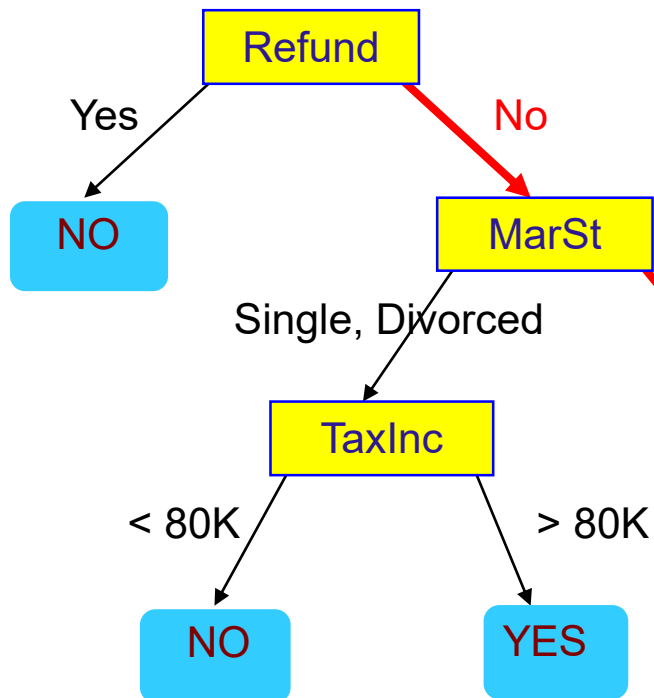 Refund
Yes
No
NO
MarSt
Single, Divorced
TaxInc
< 80K
> 80K
NO
YES